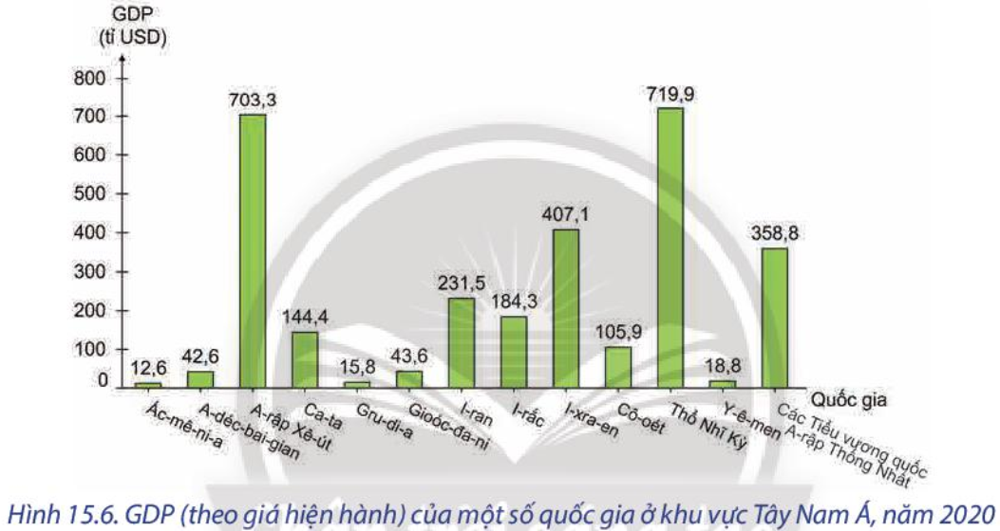 GDP
(tỉ USD)
800
700
600
500
400
300
200
100
0
12,6
42,6
703,3
144,4
15,8
43,6
231,5
184,3
407,1
105,9
719,9
18,8
358,8
Quốc gia
Ác-mê-ni-a
A-déc-bai-gian
A-rập Xê-út
Ca-ta
Gru-di-a
Gioóc-đa-ni
I-ran
I-rắc
I-xra-en
Cô-oét
Thổ Nhĩ Kỳ
Y-ê-men
Các Tiểu vương quốc
A-rập Thống Nhất
Hình 15.6. GDP (theo giá hiện hành) của một số quốc gia ở khu vực Tây Nam Á, năm 2020